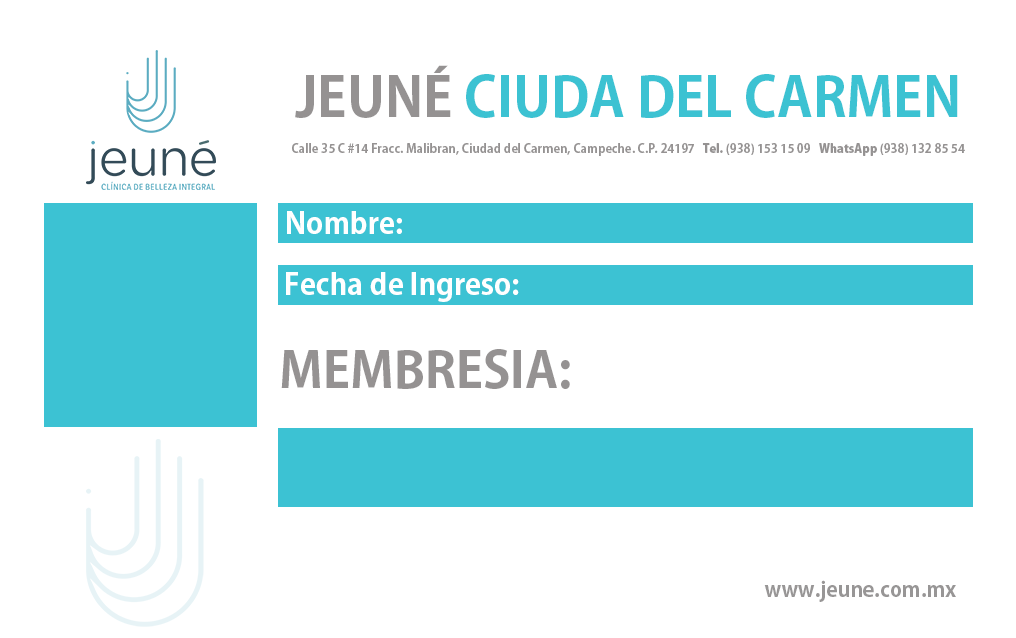 jeuné
CLÍNICA DE BELLEZA INTEGRAL
JEUNÉ CIUDA DEL CARMEN
Calle 35 C #14 Fracc. Malibran, Ciudad del Carmen, Campeche. C.P. 24197 Tel. (938) 153 15 09 WhatsApp (938) 132 85 54
Nombre:
Fecha de Ingreso:
MEMBRESIA:
www.jeune.com.mx